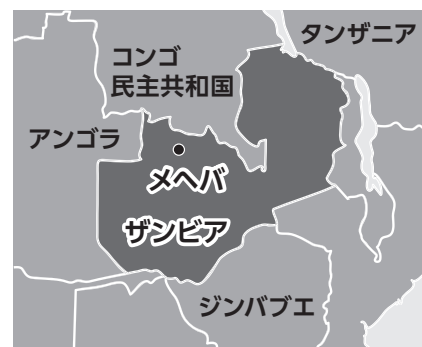 タンザニア
コンゴ
民主共和国
アンゴラ
メヘバ
ザンビア
ジンバブエ